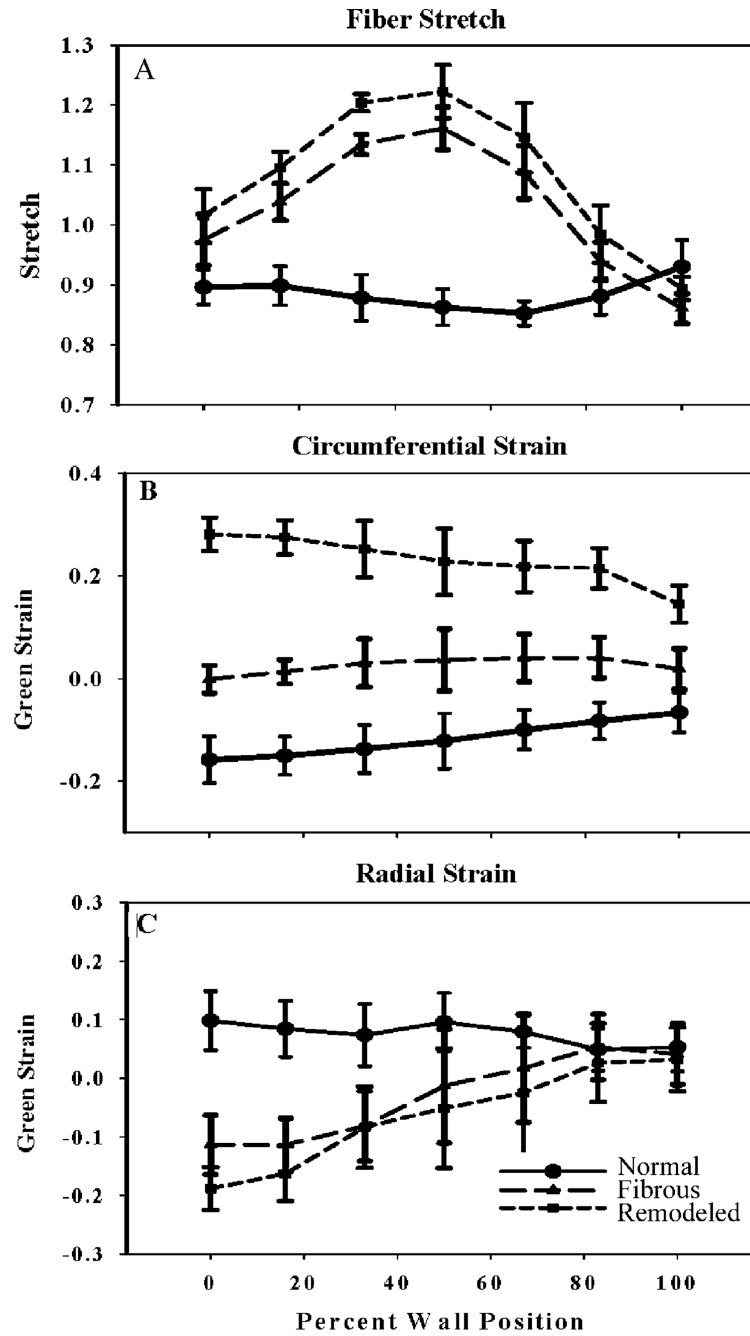 Fiber Stretch
A
1.3
1.2
1.1
1.0
0.9
0.8
0.7
Stretch
Circumferential Strain
B
0.4
0.2
0.0
-0.2
Green Strain
Radial Strain
C
0.3
0.2
0.1
0.0
-0.1
-0.2
-0.3
Green Strain
Normal
Fibrous
Remodeled
0 20 40 60 80 100
Percent Wall Position